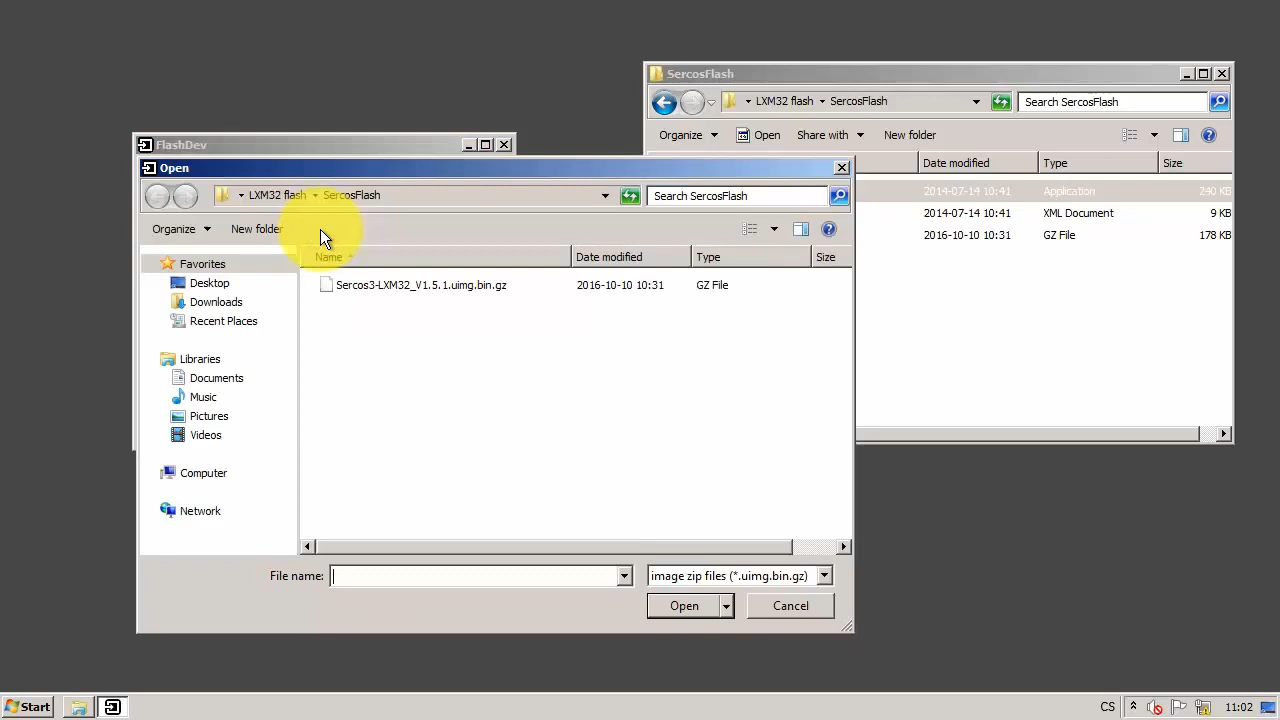 SercosFlash
LXM32 flash SercosFlash
Search SercosFlash
Organize
Open
Share with
New folder
Date modified
Type
Size
2014-07-14 10:41
Application
240 KB
2014-07-14 10:41
XML Document
9 KB
2016-10-10 10:31
GZ File
178 KB
FlashDev
Open
LXM32 flash SercosFlash
Search SercosFlash
Organize
New folder
Name
Date modified
Type
Size
Sercos3-LXM32_V1.5.1.uimg.bin.gz
2016-10-10 10:31
GZ File
Favorites
Desktop
Downloads
Recent Places
Libraries
Documents
Music
Pictures
Videos
Computer
Network
File name:
image zip files (*.uimg.bin.gz)
Open
Cancel
Start
CS
11:02